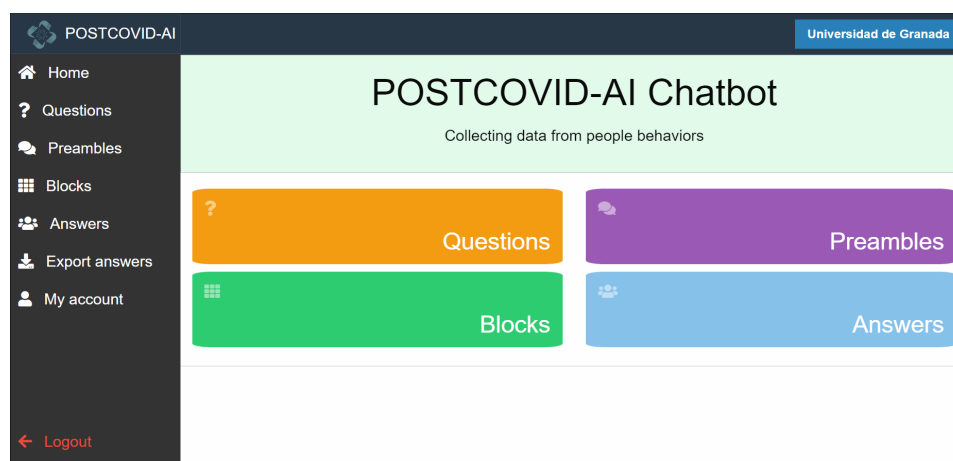 POSTCOVID-AI
Universidad de Granada
Home
Questions
Preambles
Blocks
Answers
Export answers
My account
Logout
POSTCOVID-AI Chatbot
Collecting data from people behaviors
Questions
Preambles
Blocks
Answers